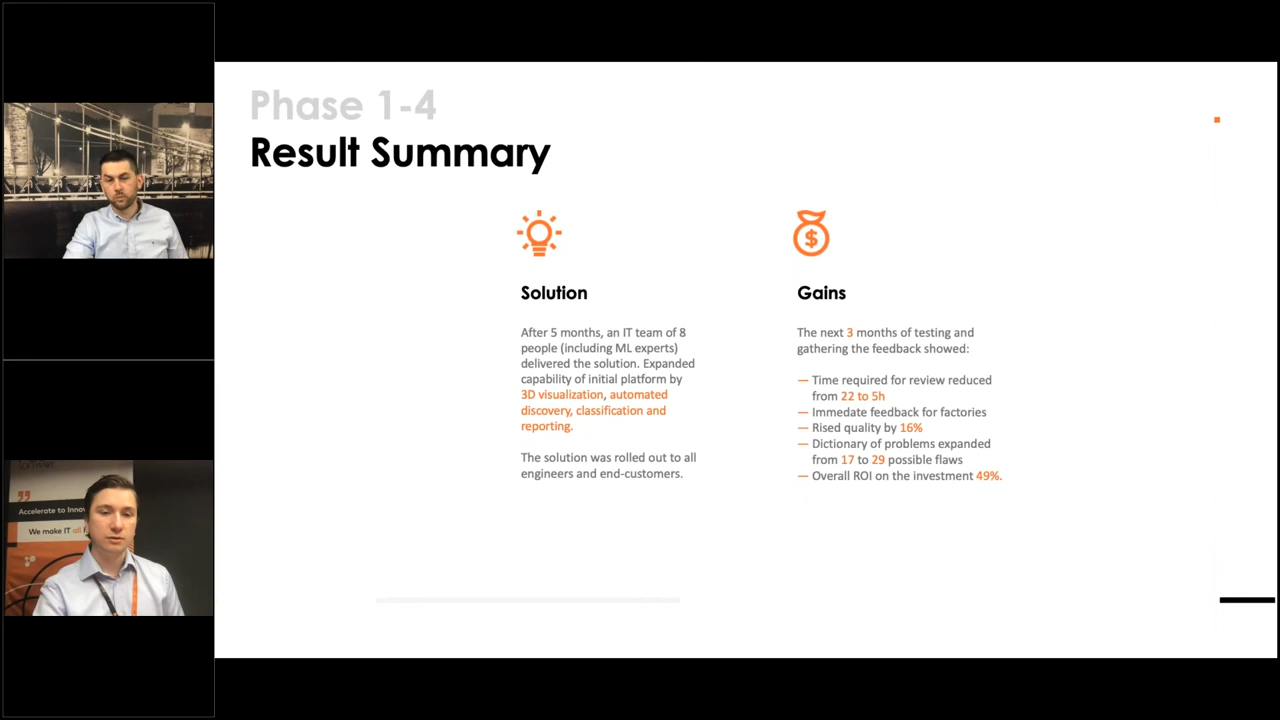 Phase 1-4
Result Summary
Solution
After 5 months, an IT team of 8
people (including ML experts)
delivered the solution. Expanded
capability of initial platform by
3D visualization, automated
discovery, classification and
reporting.
The solution was rolled out to all
engineers and end-customers.
$
Gains
The next 3 months of testing and
gathering the feedback showed:
— Time required for review reduced
from 22 to 5h
— Immedate feedback for factories
— Rised quality by 16%
— Dictionary of problems expanded
from 17 to 29 possible flaws
— Overall ROI on the investment 49%.
Accelerate to Innov
We make IT all